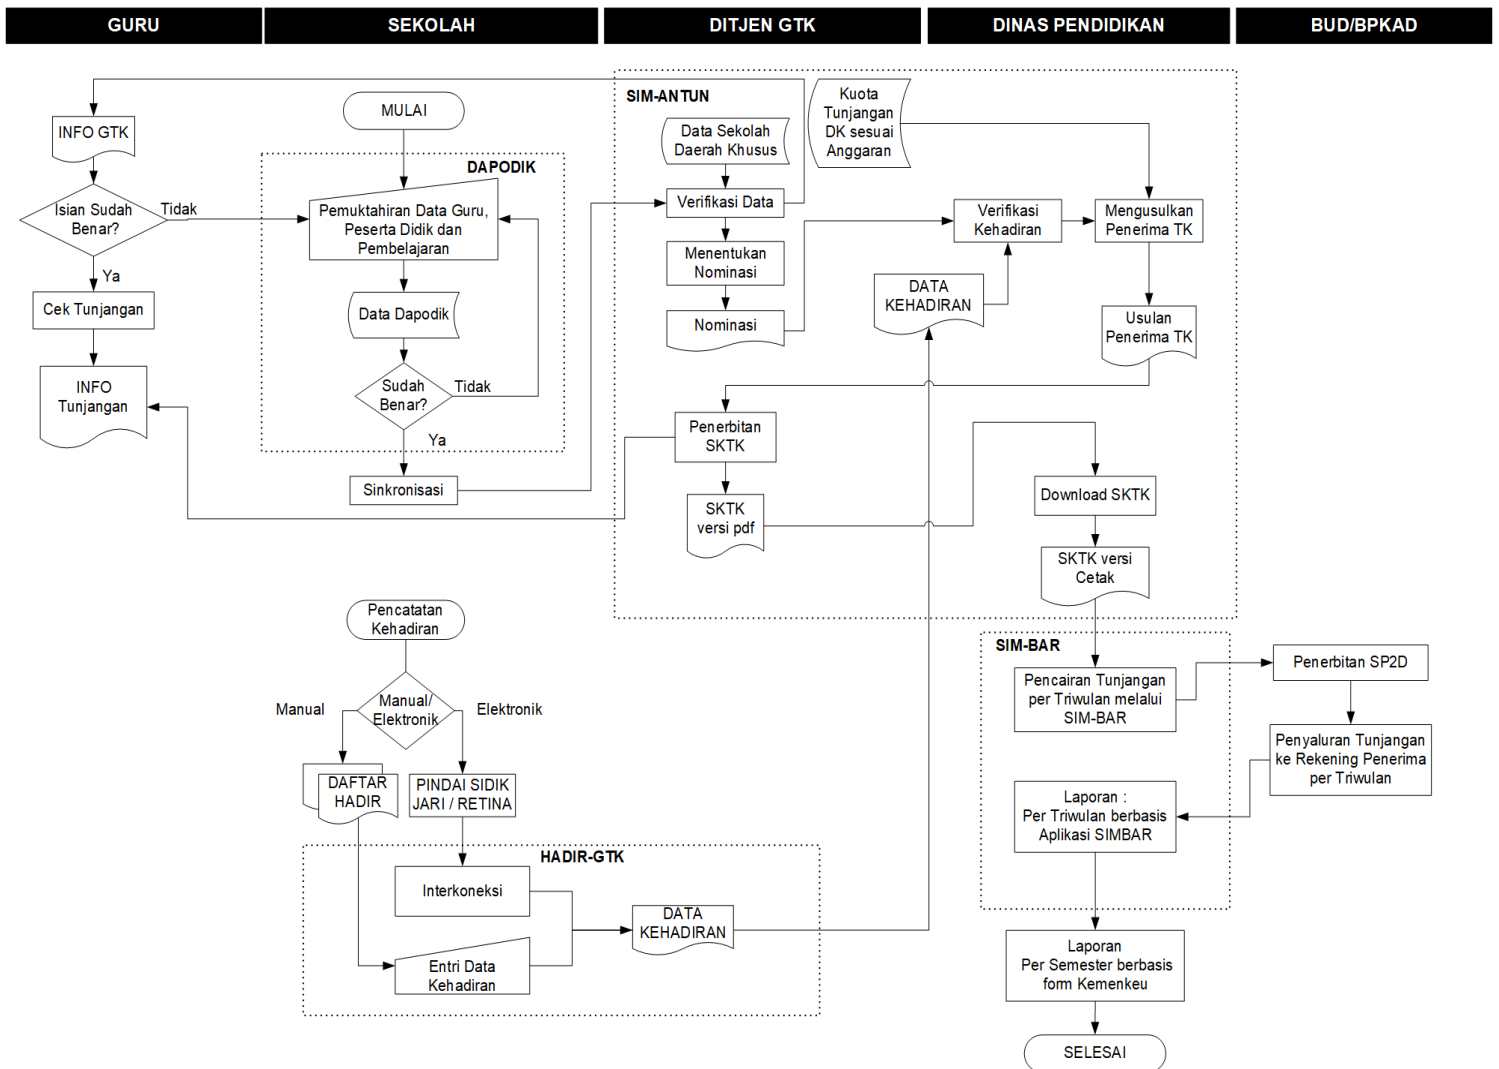 GURU
SEKOLAH
DITJEN GTK
DINAS PENDIDIKAN
BUD/BPKAD
INFO GTK
Isian Sudah
Benar?
Tidak
Ya
Cek Tunjangan
INFO
Tunjangan
MULAI
DAPODIK
Pemuktahiran Data Guru,
Peserta Didik dan
Pembelajaran
Data Dapodik
Sudah
Benar?
Tidak
Ya
Sinkronisasi
SIM-ANTUN
Data Sekolah
Daerah Khusus
Verifikasi Data
Menentukan
Nominasi
Nominasi
Kuota
Tunjangan
DK sesuai
Anggaran
Verifikasi
Kehadiran
Mengusulkan
Penerima TK
DATA
KEHADIRAN
Usulan
Penerima TK
Penerbitan
SKTK
SKTK
versi pdf
Download SKTK
SKTK versi
Cetak
Pencatatan
Kehadiran
Manual/
Elektronik
Manual
Elektronik
DAFTAR
HADIR
PINDAI SIDIK
JARI / RETINA
HADIR-GTK
Interkoneksi
Entri Data
Kehadiran
DATA
KEHADIRAN
SIM-BAR
Pencairan Tunjangan
per Triwulan melalui
SIM-BAR
Penerbitan SP2D
Penyaluran Tunjangan
ke Rekening Penerima
per Triwulan
Laporan :
Per Triwulan berbasis
Aplikasi SIMBAR
Laporan
Per Semester berbasis
form Kemenkeu
SELESAI